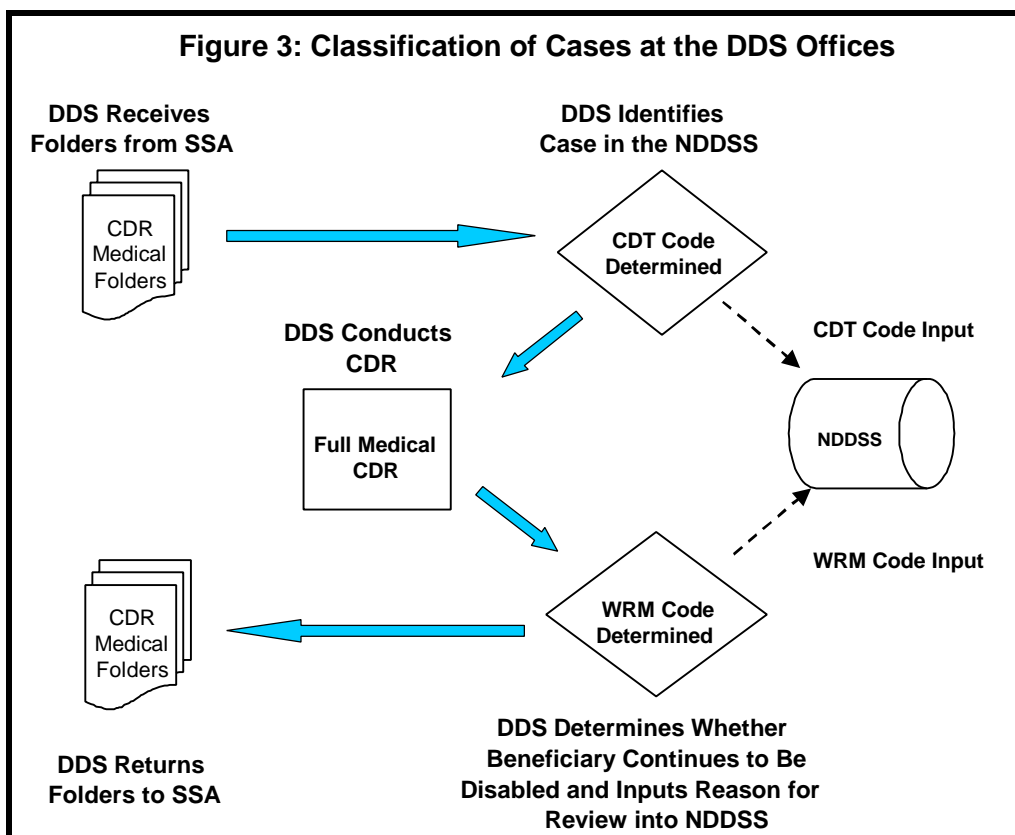 Figure 3: Classification of Cases at the DDS Offices
DDS Receives
Folders from SSA
DDS Identifies
Case in the NDDSS
CDR
Medical
Folders
CDT Code
Determined
CDT Code Input
DDS Conducts
CDR
Full Medical
CDR
NDDSS
WRM Code Input
CDR
Medical
Folders
WRM Code
Determined
DDS Returns
Folders to SSA
DDS Determines Whether
Beneficiary Continues to Be
Disabled and Inputs Reason for
Review into NDDSS